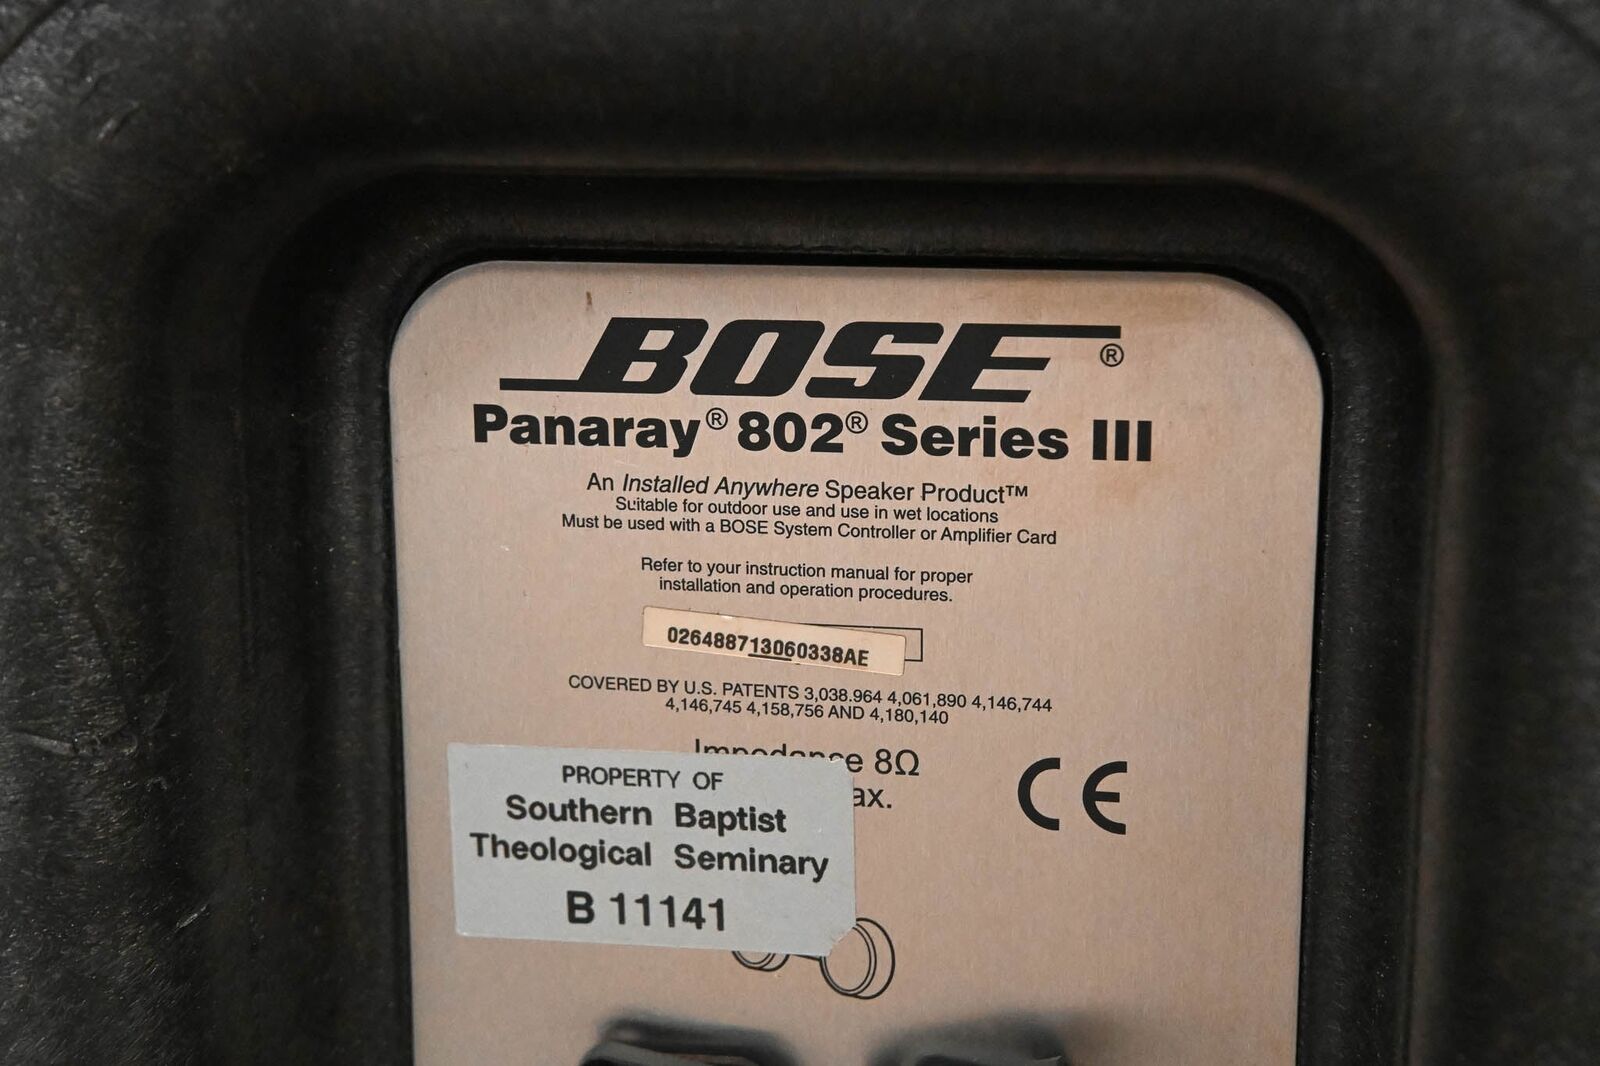 BOSE®
Panaray® 802® Series III
An Installed Anywhere Speaker Product™
Suitable for outdoor use and use in wet locations
Must be used with a BOSE System Controller or Amplifier Card
Refer to your instruction manual for proper
installation and operation procedures.
026488713060338AE
COVERED BY U.S. PATENTS 3,038.964 4,061,890 4,146,744
4,146,745 4,158,756 AND 4,180,140
Impedance 8Ω
ax.
CE
PROPERTY OF
Southern Baptist
Theological Seminary
B 11141